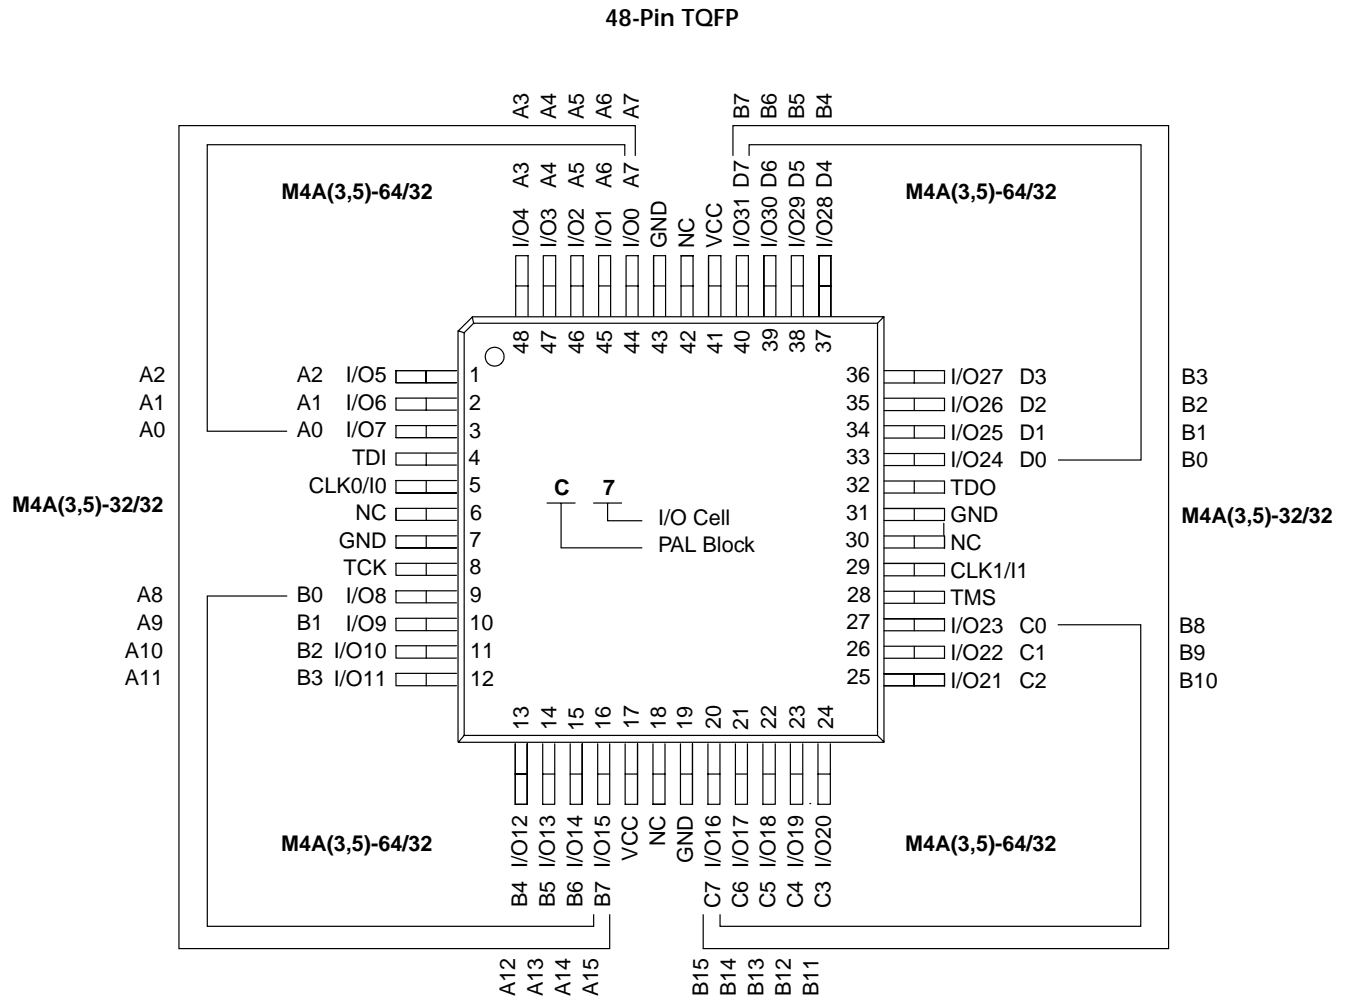 48-Pin TQFP
A3 A4 A5 A6 A7 B7 B6 B5 B4
A3 A4 A5 A6 A7 D7 D6 D5 D4
M4A(3,5)-64/32 M4A(3,5)-64/32
I/O4 I/O3 I/O2 I/O1 I/O0 GND NC VCC I/O31 I/O30 I/O29 I/O28
48 47 46 45 44 43 42 41 40 39 38 37
A2 A2 I/O5 1 36 I/O27 D3 B3
A1 A1 I/O6 2 35 I/O26 D2 B2
A0 A0 I/O7 3 34 I/O25 D1 B1
TDI 4 33 I/O24 D0 B0
CLK0/I0 5 32 TDO
M4A(3,5)-32/32 NC 6 31 GND M4A(3,5)-32/32
GND 7 30 NC
TCK 8 29 CLK1/I1
C 7
I/O Cell
PAL Block
A8 B0 I/O8 9 28 TMS
A9 B1 I/O9 10 27 I/O23 C0 B8
A10 B2 I/O10 11 26 I/O22 C1 B9
A11 B3 I/O11 12 25 I/O21 C2 B10
13 14 15 16 17 18 19 20 21 22 23 24
I/O12 I/O13 I/O14 I/O15 VCC NC GND I/O16 I/O17 I/O18 I/O19 I/O20
M4A(3,5)-64/32 M4A(3,5)-64/32
B4 B5 B6 B7 C7 C6 C5 C4 C3
A12 A13 A14 A15 B15 B14 B13 B12 B11